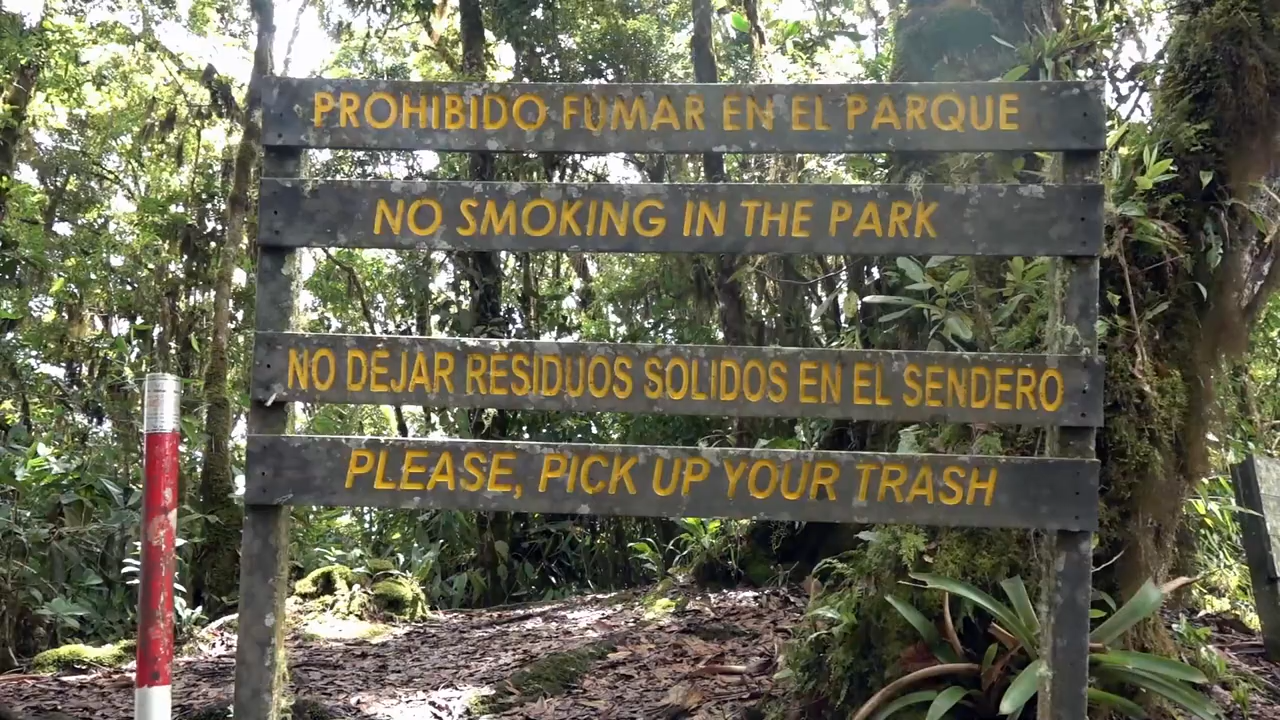 PROHIBIDO FUMAR EN EL PARQUE
NO SMOKING IN THE PARK
NO DEJAR RESIDUOS SOLIDOS EN EL SENDERO
PLEASE, PICK UP YOUR TRASH